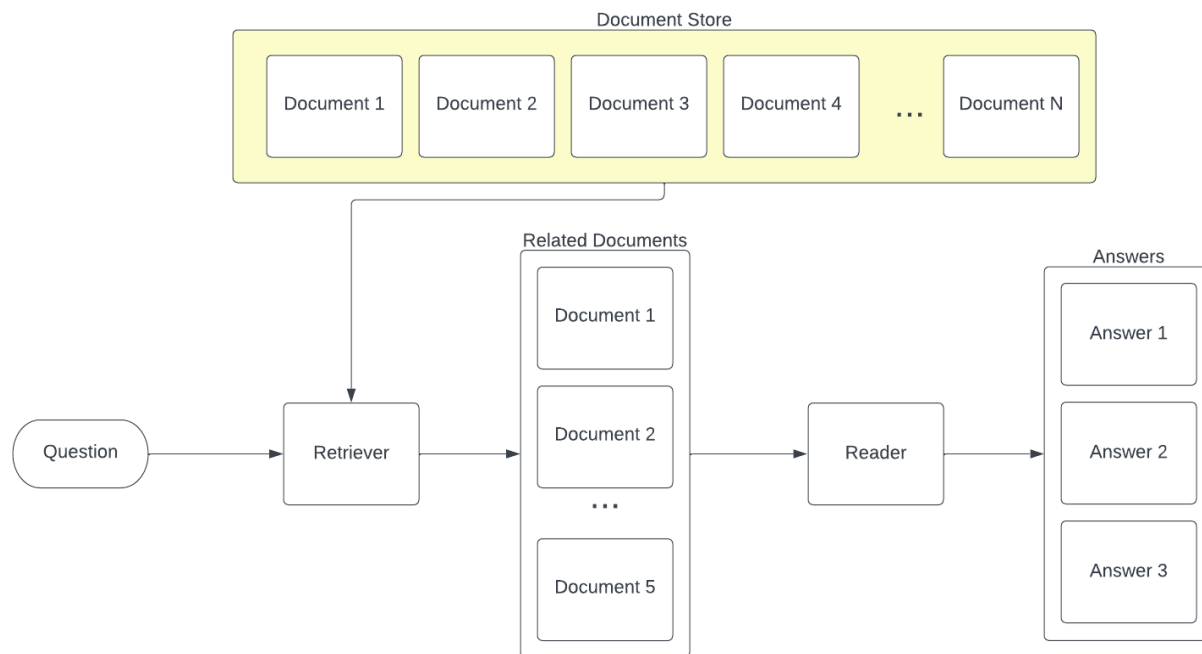 Document Store
Document 1
Document 2
Document 3
Document 4
...
Document N
Related Documents
Document 1
Document 2
...
Document 5
Answers
Answer 1
Answer 2
Answer 3
Question
Retriever
Reader